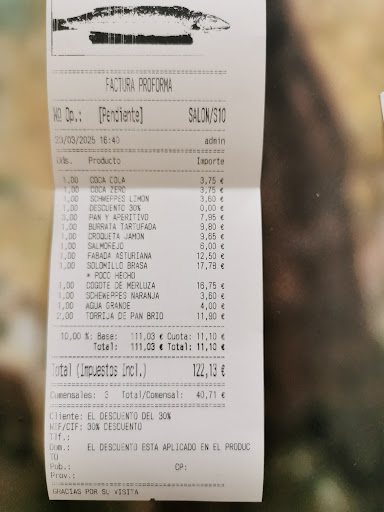 FACTURA PROFORMA
Nº Op.: [Pendiente] SALON/S10
23/03/2025 16:40 admin
Uds. Producto Importe
1,00 COCA COLA 3,75 €
1,00 COCA ZERO 3,75 €
1,00 SCHWEPPES LIMON 3,60 €
1,00 DESCUENTO 30% 0,00 €
3,00 PAN Y APERITIVO 7,95 €
1,00 BURRATA TARTUFADA 9,80 €
1,00 CROQUETA JAMON 9,65 €
1,00 SALMOREJO 6,00 €
1,00 FABADA ASTURIANA 12,50 €
1,00 SOLOMILLO BRASA 17,78 €
* POCO HECHO
1,00 COGOTE DE MERLUZA 16,75 €
1,00 SCHEWEPPES NARANJA 3,60 €
1,00 AGUA GRANDE 4,00 €
2,00 TORRIJA DE PAN BRIO 11,80 €
10,00 %: Base: 111,03 € Cuota: 11,10 €
Total: 111,03 € Total: 11,10 €
Total (Impuestos Incl.) 122,13 €
Comensales: 3 Total/Comensal: 40,71 €
Cliente: EL DESCUENTO DEL 30%
NIF/CIF: 30% DESCUENTO
Tlf.:
Dom.: EL DESCUENTO ESTA APLICADO EN EL PRODUC
TO
Pob.: CP:
Prov.:
GRACIAS POR SU VISITA